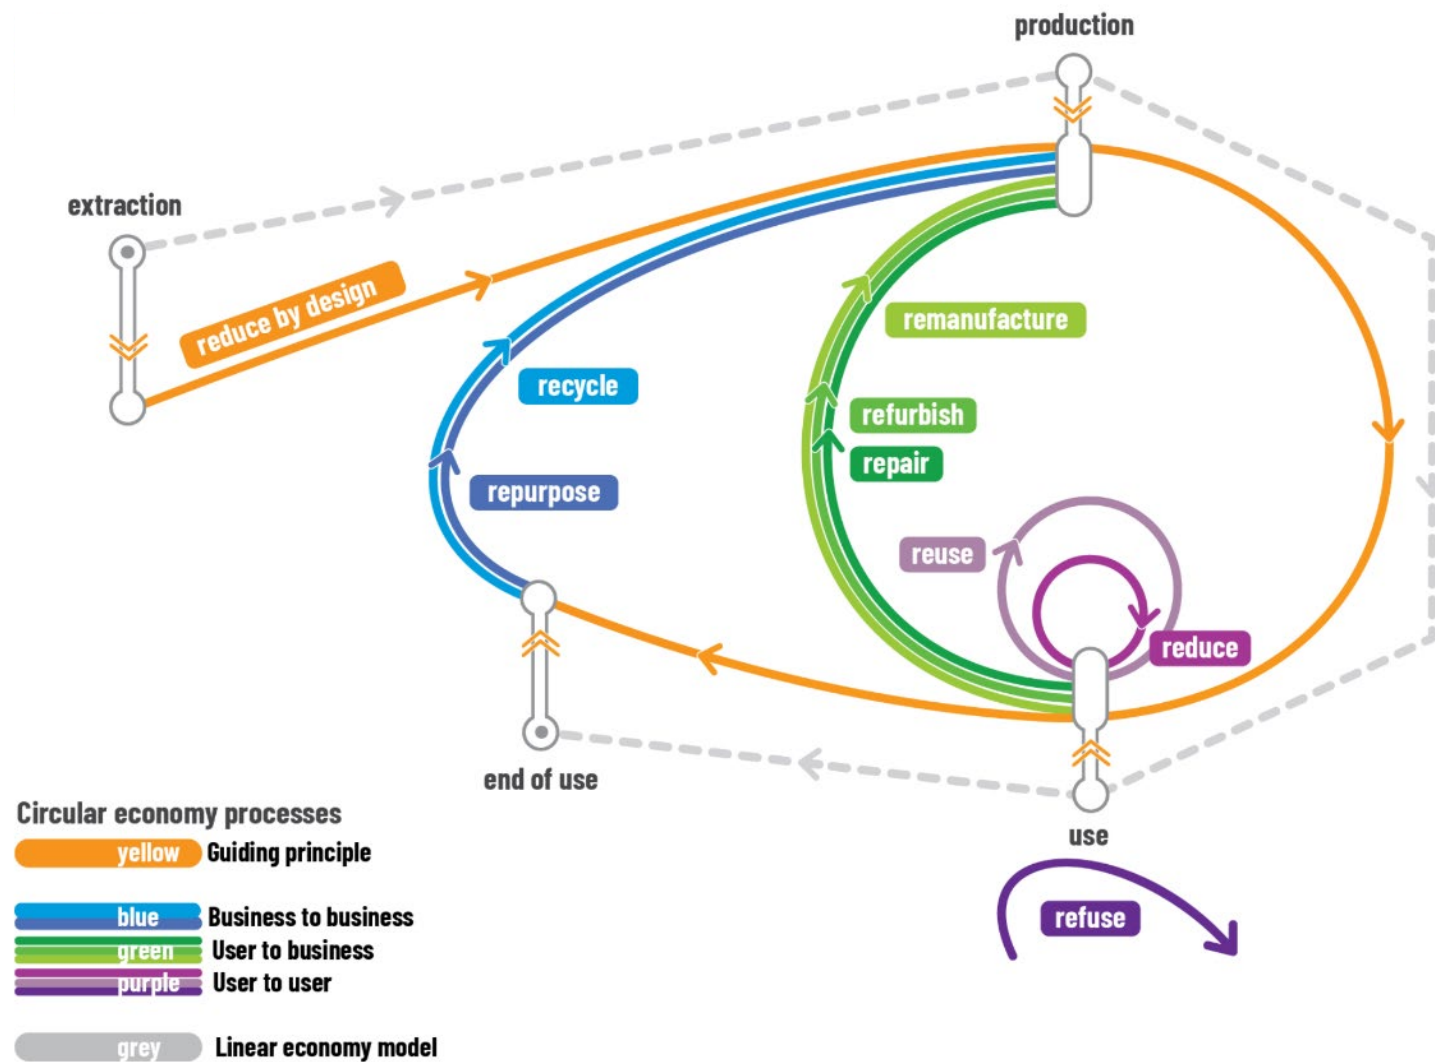 production
extraction
reduce by design
remanufacture
recycle
refurbish
repair
repurpose
reuse
reduce
end of use
use
refuse
Circular economy processes
yellow Guiding principle
blue Business to business
green User to business
purple User to user
grey Linear economy model